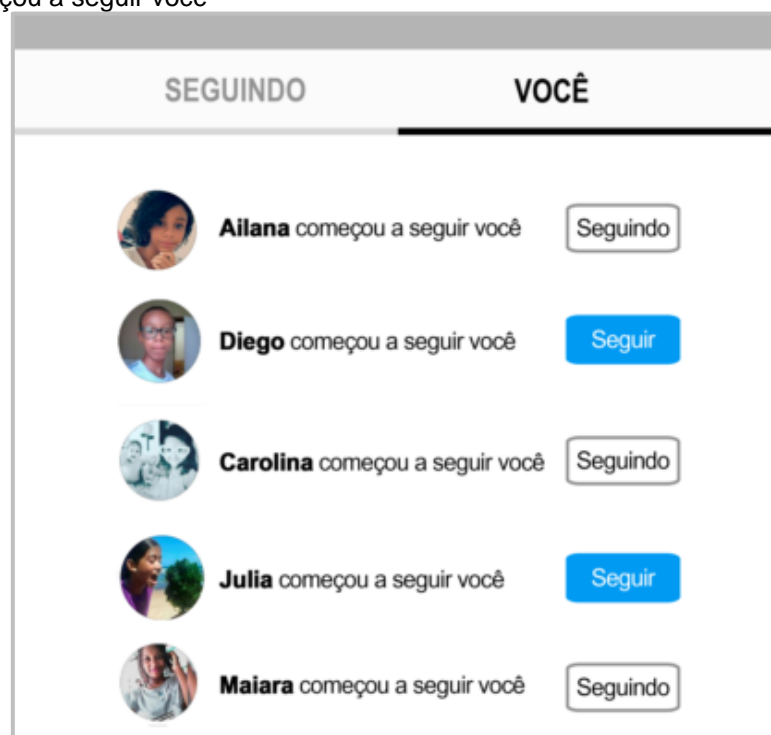 a seguir você
SEGUINDO VOCÊ
Ailana começou a seguir você Seguindo
Diego começou a seguir você Seguir
Carolina começou a seguir você Seguindo
Julia começou a seguir você Seguir
Maiara começou a seguir você Seguindo